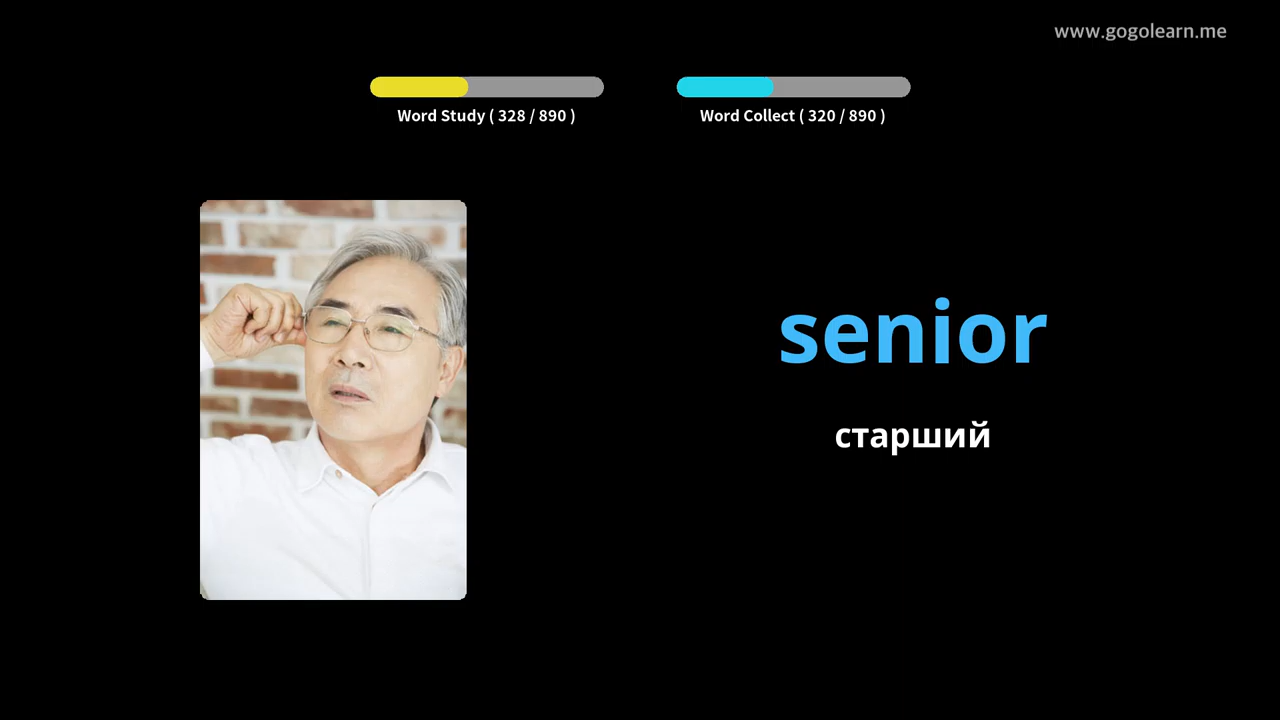 www.gogolearn.me
Word Study ( 328 / 890 )
Word Collect ( 320 / 890 )
senior
старший